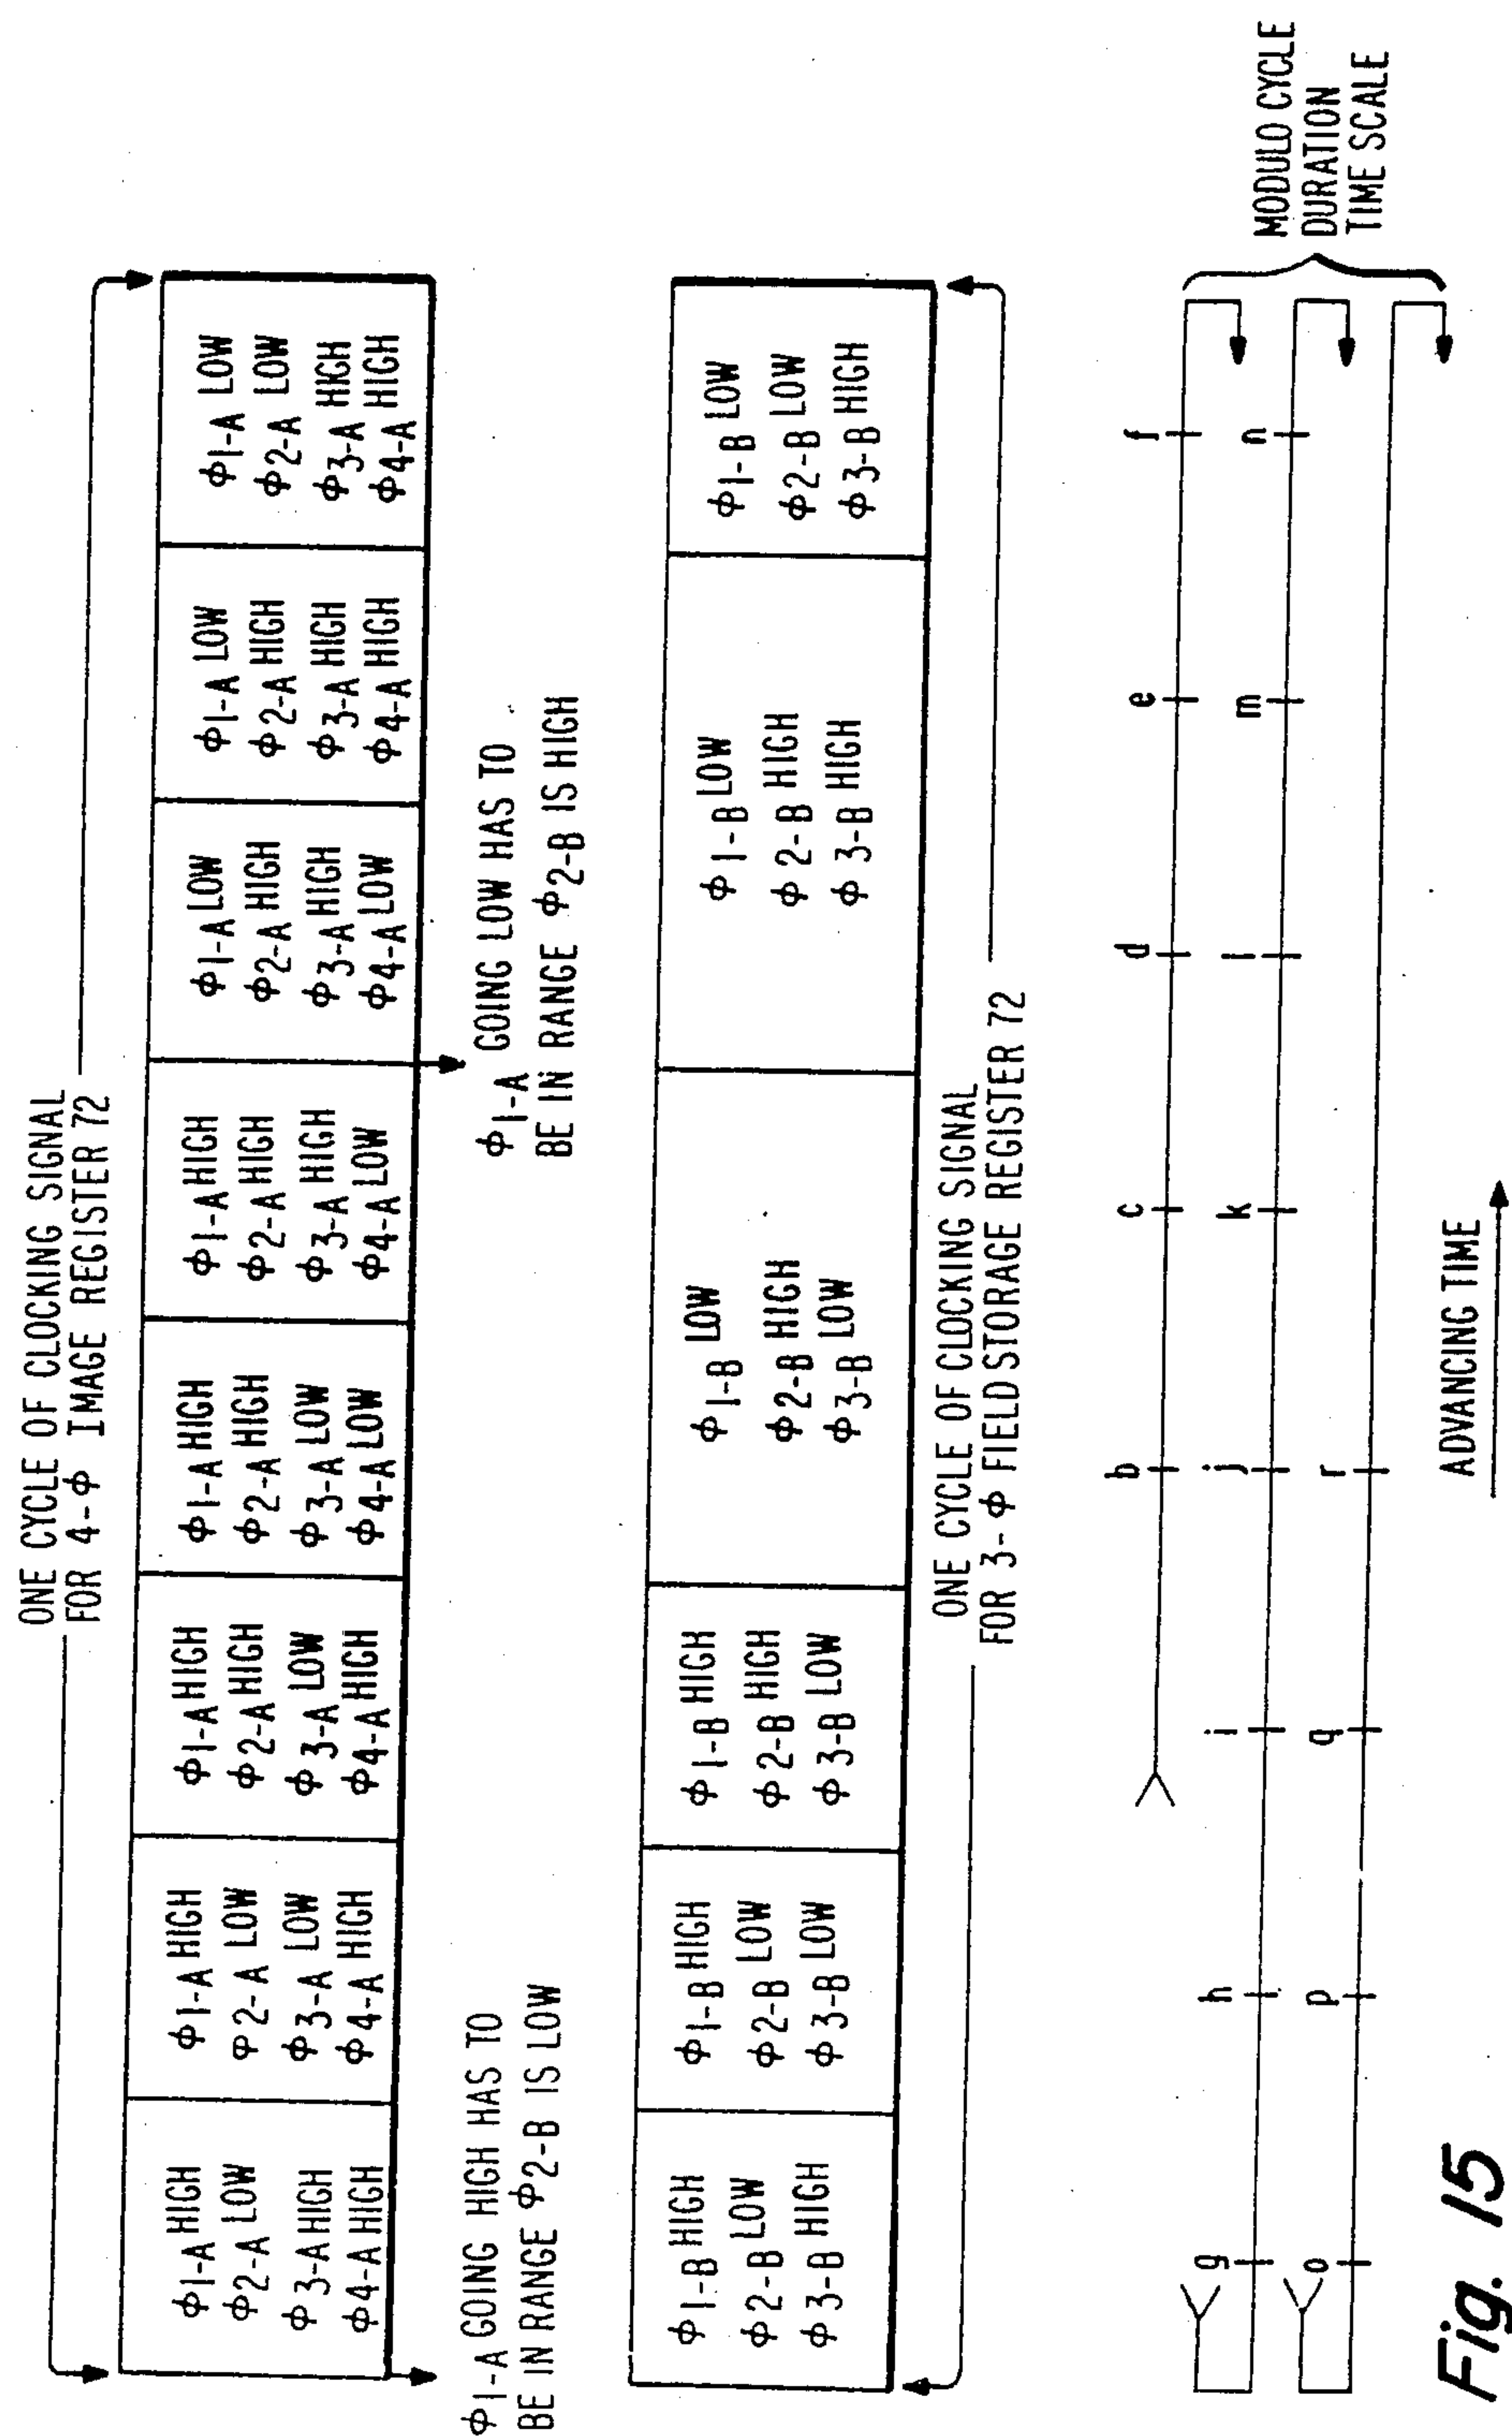 ONE CYCLE OF CLOCKING SIGNAL
FOR 4-ϕ IMAGE REGISTER 72
ϕ1-A HIGH
ϕ2-A LOW
ϕ3-A HIGH
ϕ4-A HIGH
ϕ1-A HIGH
φ2-A LOW
ϕ3-A LOW
ϕ4-A HIGH
ϕ1-A HIGH
ϕ2-A HIGH
ϕ3-A LOW
ϕ4-A HIGH
ϕ1-A HIGH
ϕ2-A HIGH
ϕ3-A LOW
ϕ4-A LOW
ϕ1-A HIGH
ϕ2-A HIGH
ϕ3-A HIGH
ϕ4-A LOW
ϕ1-A LOW
ϕ2-A HIGH
ϕ3-A HIGH
ϕ4-A LOW
ϕ1-A LOW
ϕ2-A HIGH
ϕ3-A HIGH
ϕ4-A HIGH
ϕ1-A LOW
ϕ2-A LOW
ϕ3-A HIGH
ϕ4-A HIGH
ϕ1-A GOING HIGH HAS TO
BE IN RANGE ϕ2-B IS LOW
ϕ1-A GOING LOW HAS TO
BE IN RANGE ϕ2-B IS HIGH
ϕ1-B HIGH
ϕ2-B LOW
ϕ3-B HIGH
ϕ1-B HIGH
ϕ2-B LOW
ϕ3-B LOW
ϕ1-B HIGH
ϕ2-B HIGH
ϕ3-B LOW
ϕ1-B LOW
ϕ2-B HIGH
ϕ3-B LOW
ϕ1-B LOW
ϕ2-B HIGH
ϕ3-B HIGH
ϕ1-B LOW
ϕ2-B LOW
ϕ3-B HIGH
ONE CYCLE OF CLOCKING SIGNAL
FOR 3-ϕ FIELD STORAGE REGISTER 72
b c d e f
g h i j k l m n
o p q r
MODULO CYCLE
DURATION
TIME SCALE
ADVANCING TIME
Fig. 15